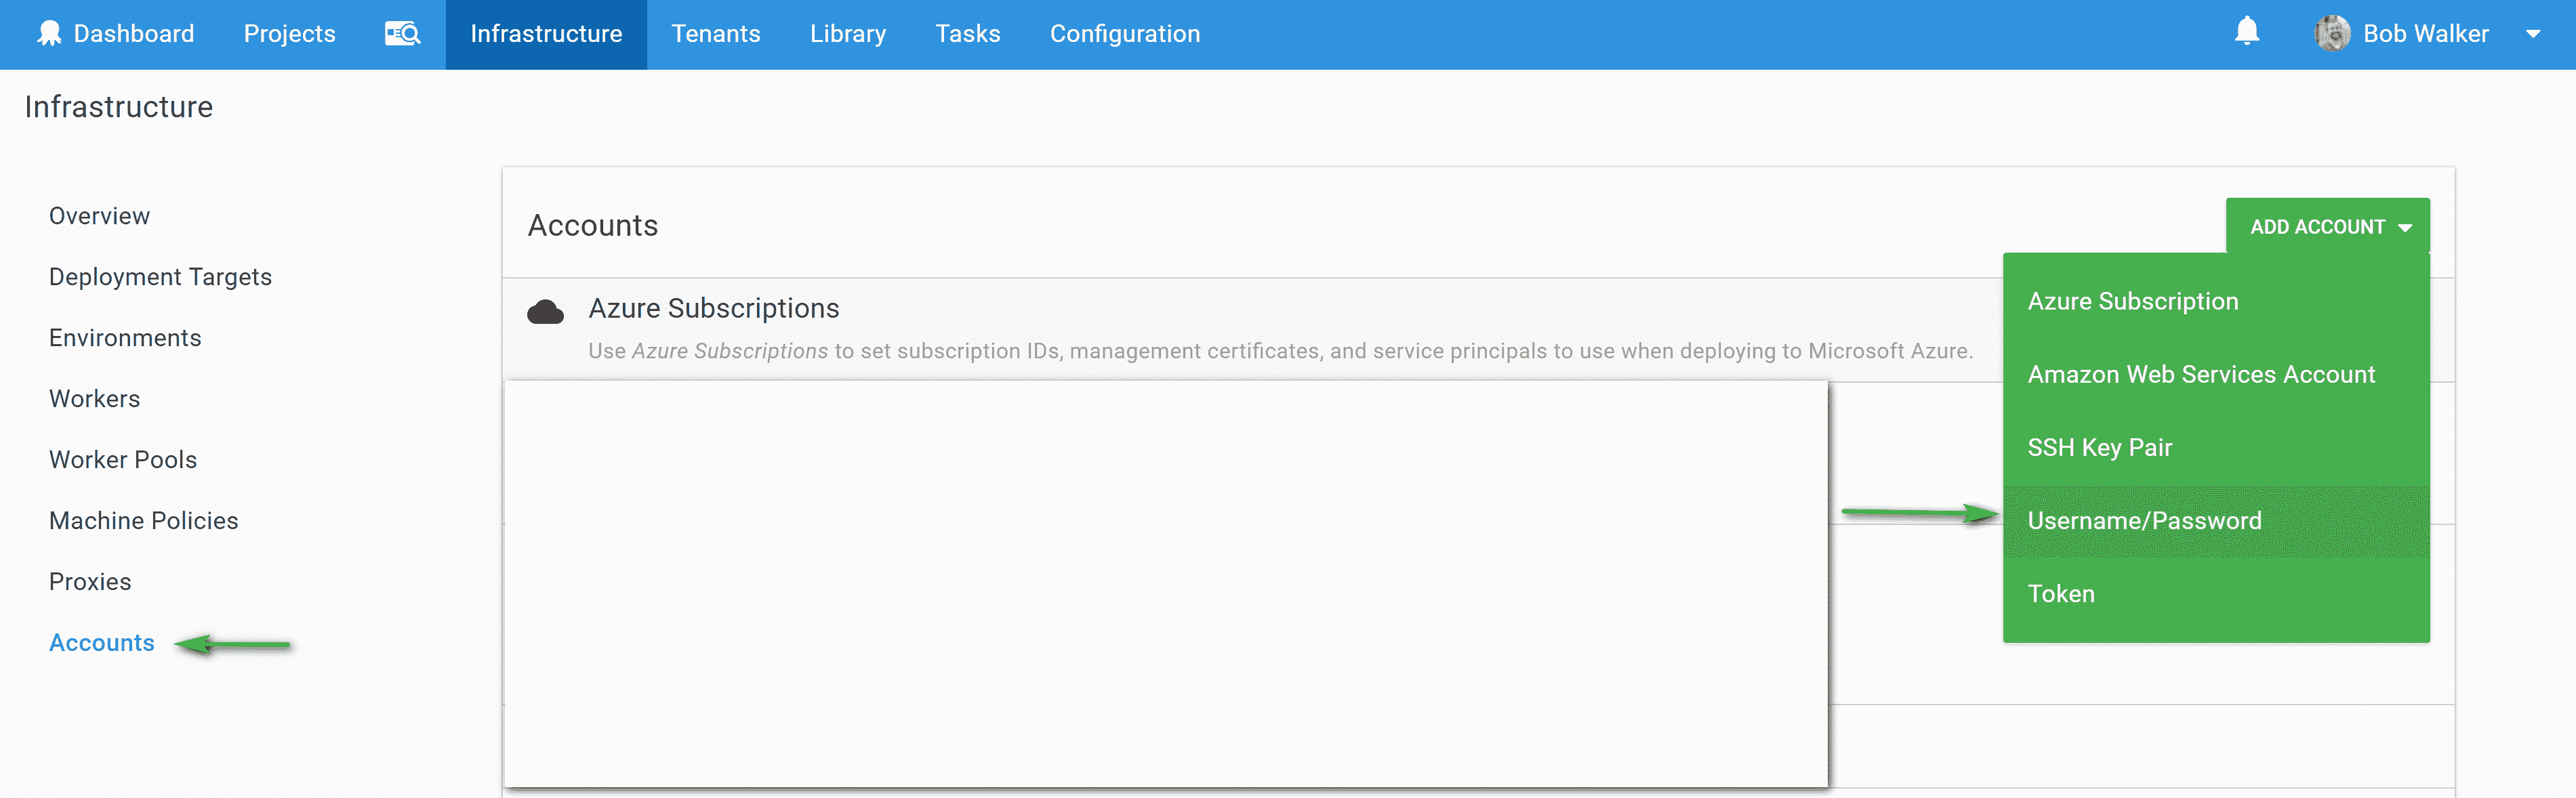 Dashboard Projects Infrastructure Tenants Library Tasks Configuration Bob Walker
Infrastructure
Overview
Deployment Targets
Environments
Workers
Worker Pools
Machine Policies
Proxies
Accounts
Accounts
ADD ACCOUNT
Azure Subscriptions
Use Azure Subscriptions to set subscription IDs, management certificates, and service principals to use when deploying to Microsoft Azure.
Azure Subscription
Amazon Web Services Account
SSH Key Pair
Username/Password
Token